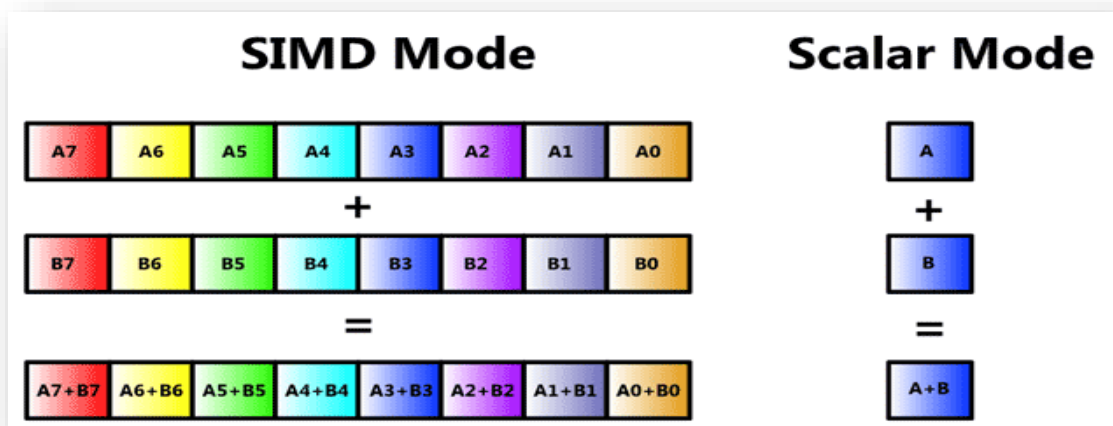 SIMD Mode Scalar Mode
A7 A6 A5 A4 A3 A2 A1 A0 A
+ +
B7 B6 B5 B4 B3 B2 B1 B0 B
= =
A7+B7 A6+B6 A5+B5 A4+B4 A3+B3 A2+B2 A1+B1 A0+B0 A+B